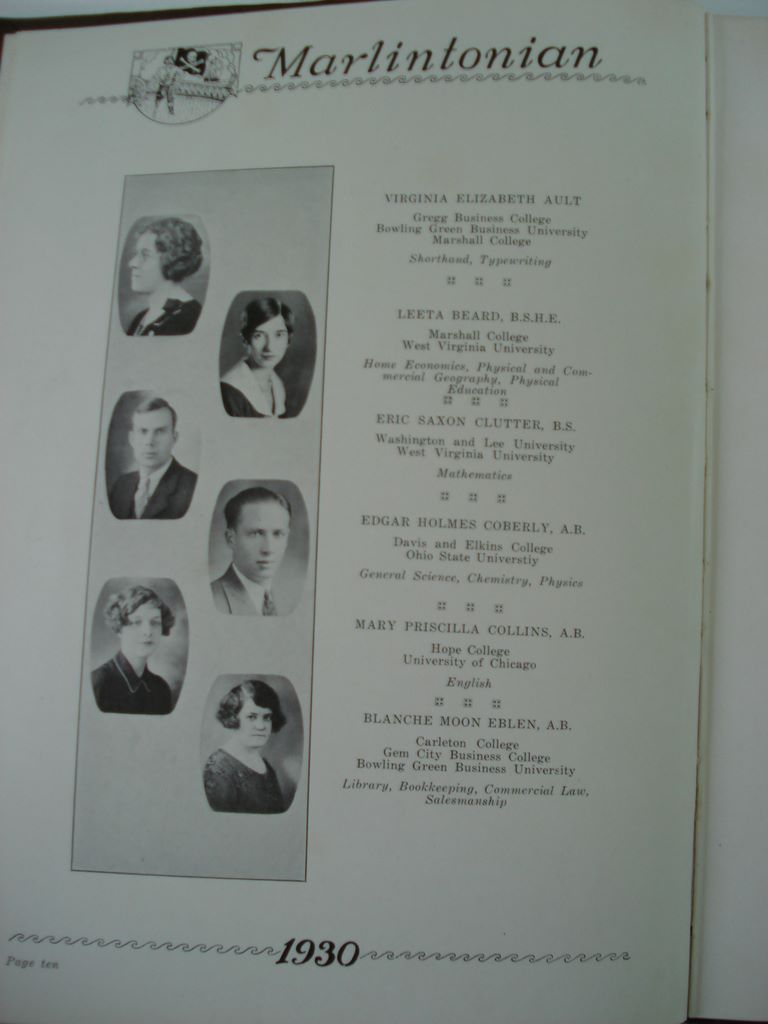 Marlintonian
VIRGINIA ELIZABETH AULT
Gregg Business College
Bowling Green Business University
Marshall College
Shorthand, Typewriting
LEETA BEARD, B.S.H.E.
Marshall College
West Virginia University
Home Economics, Physical and Com-
mercial Geography, Physical
Education
ERIC SAXON CLUTTER, B.S.
Washington and Lee University
West Virginia University
Mathematics
EDGAR HOLMES COBERLY, A.B.
Davis and Elkins College
Ohio State Universtiy
General Science, Chemistry, Physics
MARY PRISCILLA COLLINS, A.B.
Hope College
University of Chicago
English
BLANCHE MOON EBLEN, A.B.
Carleton College
Gem City Business College
Bowling Green Business University
Library, Bookkeeping, Commercial Law,
Salesmanship
1930
Page ten